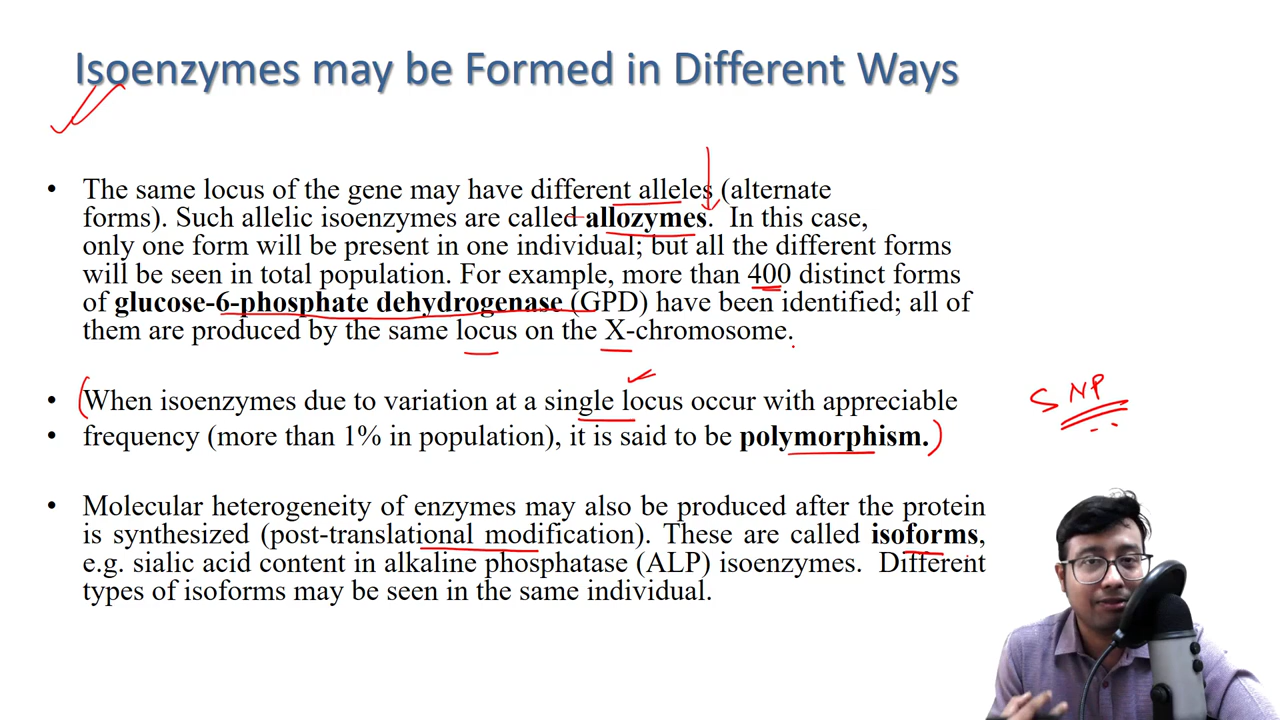 Isoenzymes may be Formed in Different Ways
• The same locus of the gene may have different alleles (alternate
forms). Such allelic isoenzymes are called allozymes. In this case,
only one form will be present in one individual; but all the different forms
will be seen in total population. For example, more than 400 distinct forms
of glucose-6-phosphate dehydrogenase (GPD) have been identified; all of
them are produced by the same locus on the X-chromosome.
• When isoenzymes due to variation at a single locus occur with appreciable
• frequency (more than 1% in population), it is said to be polymorphism.
SNP
• Molecular heterogeneity of enzymes may also be produced after the protein
is synthesized (post-translational modification). These are called isoforms,
e.g. sialic acid content in alkaline phosphatase (ALP) isoenzymes. Different
types of isoforms may be seen in the same individual.